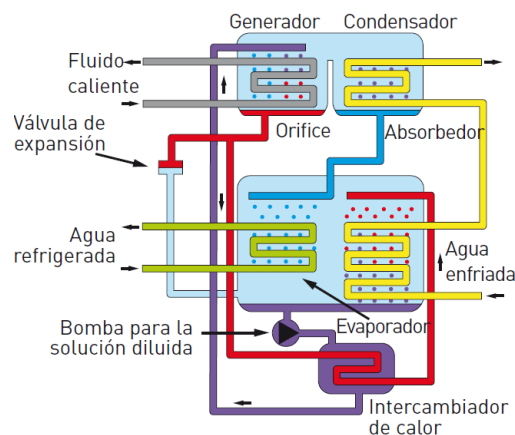 Generador
Condensador
Fluido
caliente
Válvula de
expansión
Orifice
Absorbedor
Agua
refrigerada
Agua
enfriada
Evaporador
Bomba para la
solución diluida
Intercambiador
de calor